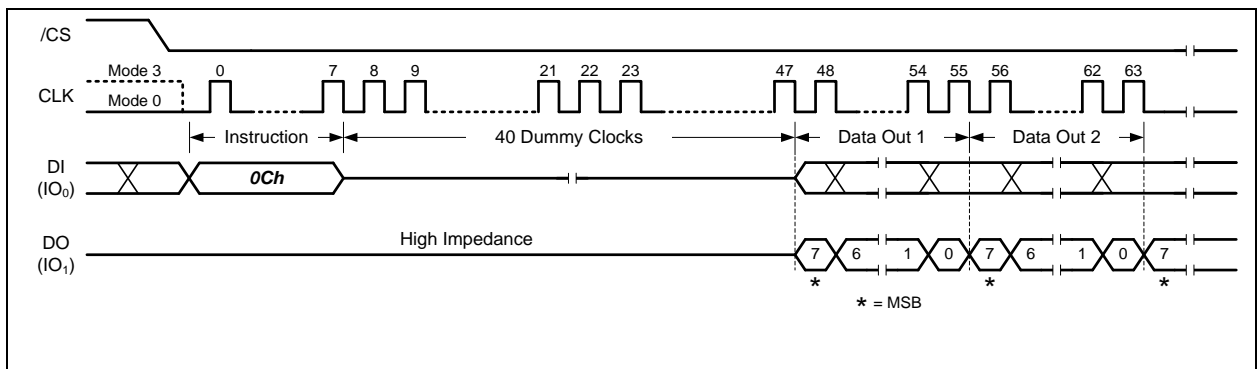 /CS
Mode 3
0 7 8 9 21 22 23 47 48 54 55 56 62 63
CLK
Mode 0
Instruction 40 Dummy Clocks Data Out 1 Data Out 2
DI
(IO0)
0Ch
High Impedance
DO
(IO1)
7 6 1 0 7 6 1 0 7
* * *
* = MSB